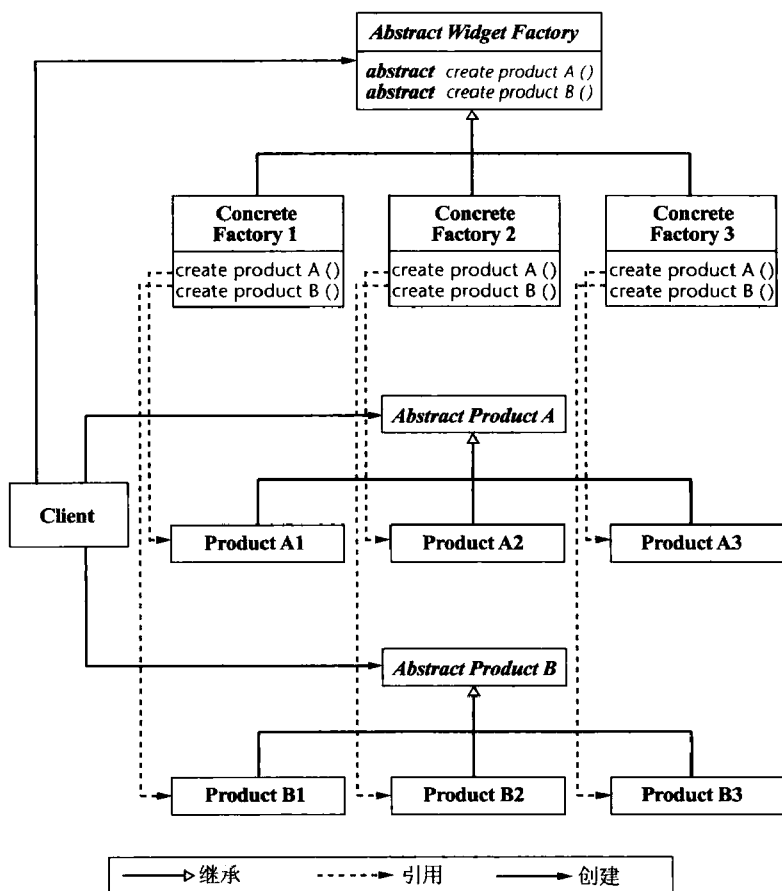 Abstract Widget Factory
abstract create product A ()
abstract create product B ()
Concrete
Factory 1
create product A ()
create product B ()
Concrete
Factory 2
create product A ()
create product B ()
Concrete
Factory 3
create product A ()
create product B ()
Abstract Product A
Client
Product A1
Product A2
Product A3
Abstract Product B
Product B1
Product B2
Product B3
继承
引用
创建